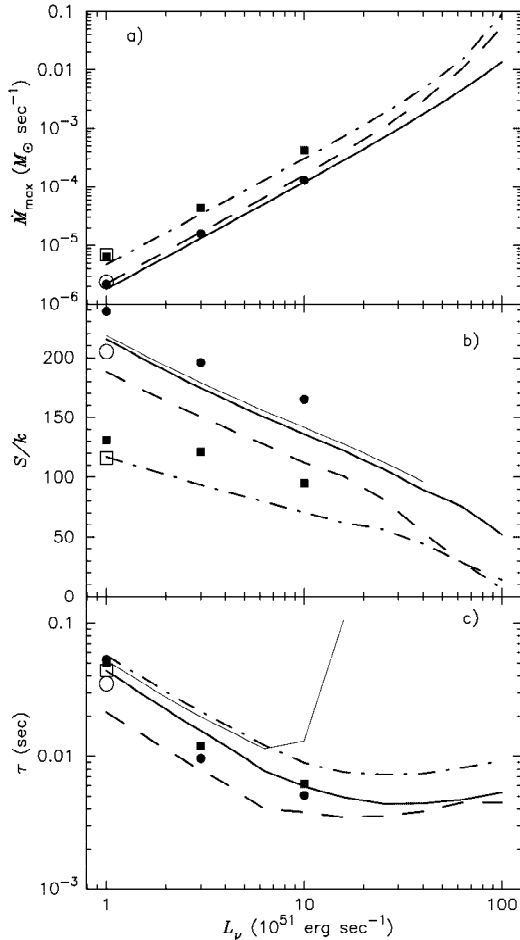 a)
0.1
0.01
10⁻³
10⁻⁴
10⁻⁵
10⁻⁶
Ṁmax (M⊙ sec⁻¹)
b)
200
150
100
50
0
S/k
c)
0.1
0.01
10⁻³
τ (sec)
1 10 100
Lν (10⁵¹ erg sec⁻¹)